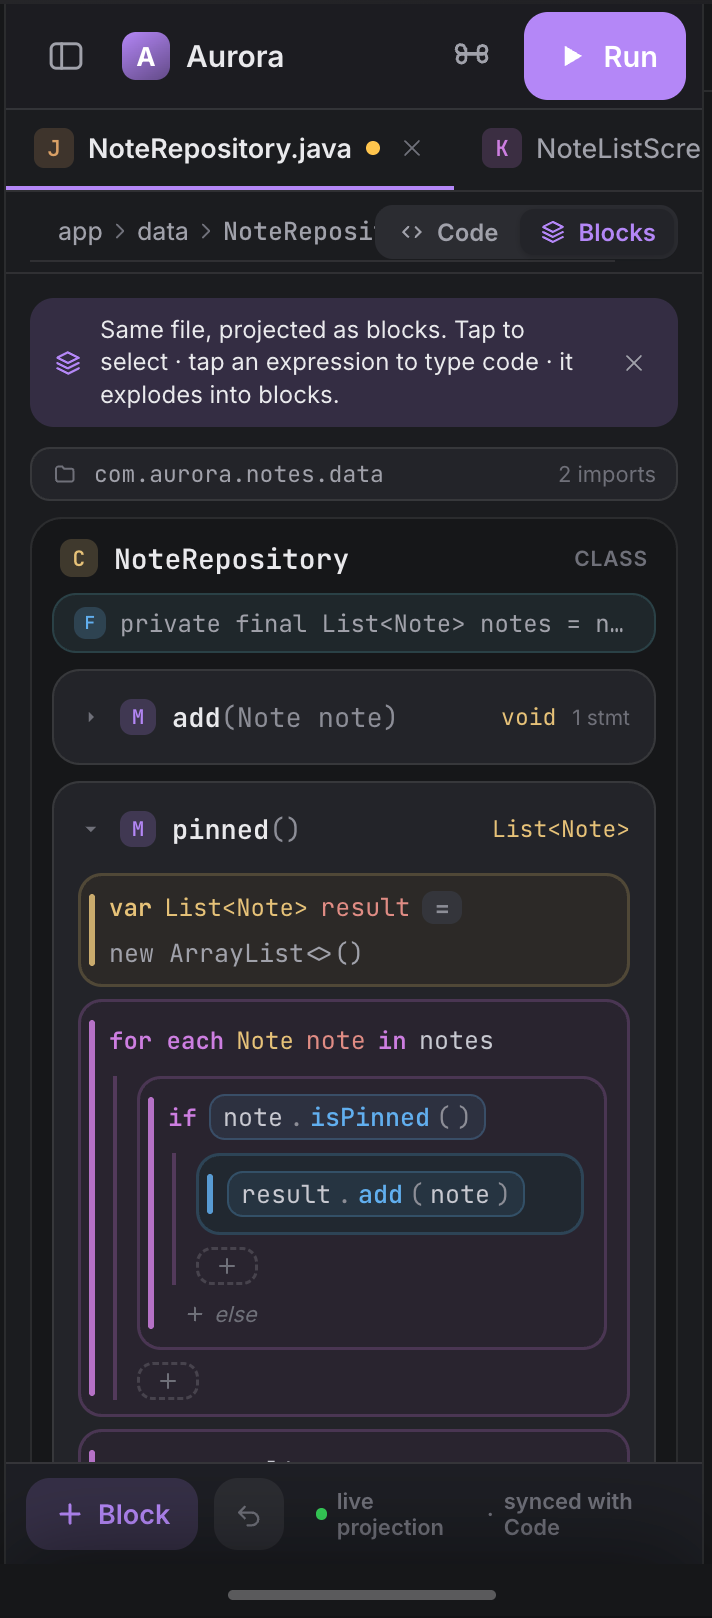 A Aurora Run
J NoteRepository.java K NoteListScre
app > data > NoteReposi Code Blocks
Same file, projected as blocks. Tap to
select · tap an expression to type code · it
explodes into blocks.
com.aurora.notes.data 2 imports
C NoteRepository CLASS
F private final List<Note> notes = n…
M add(Note note) void 1 stmt
M pinned() List<Note>
var List<Note> result =
new ArrayList<>()
for each Note note in notes
if note.isPinned()
result.add(note)
+
+ else
+
+ Block live projection · synced with Code